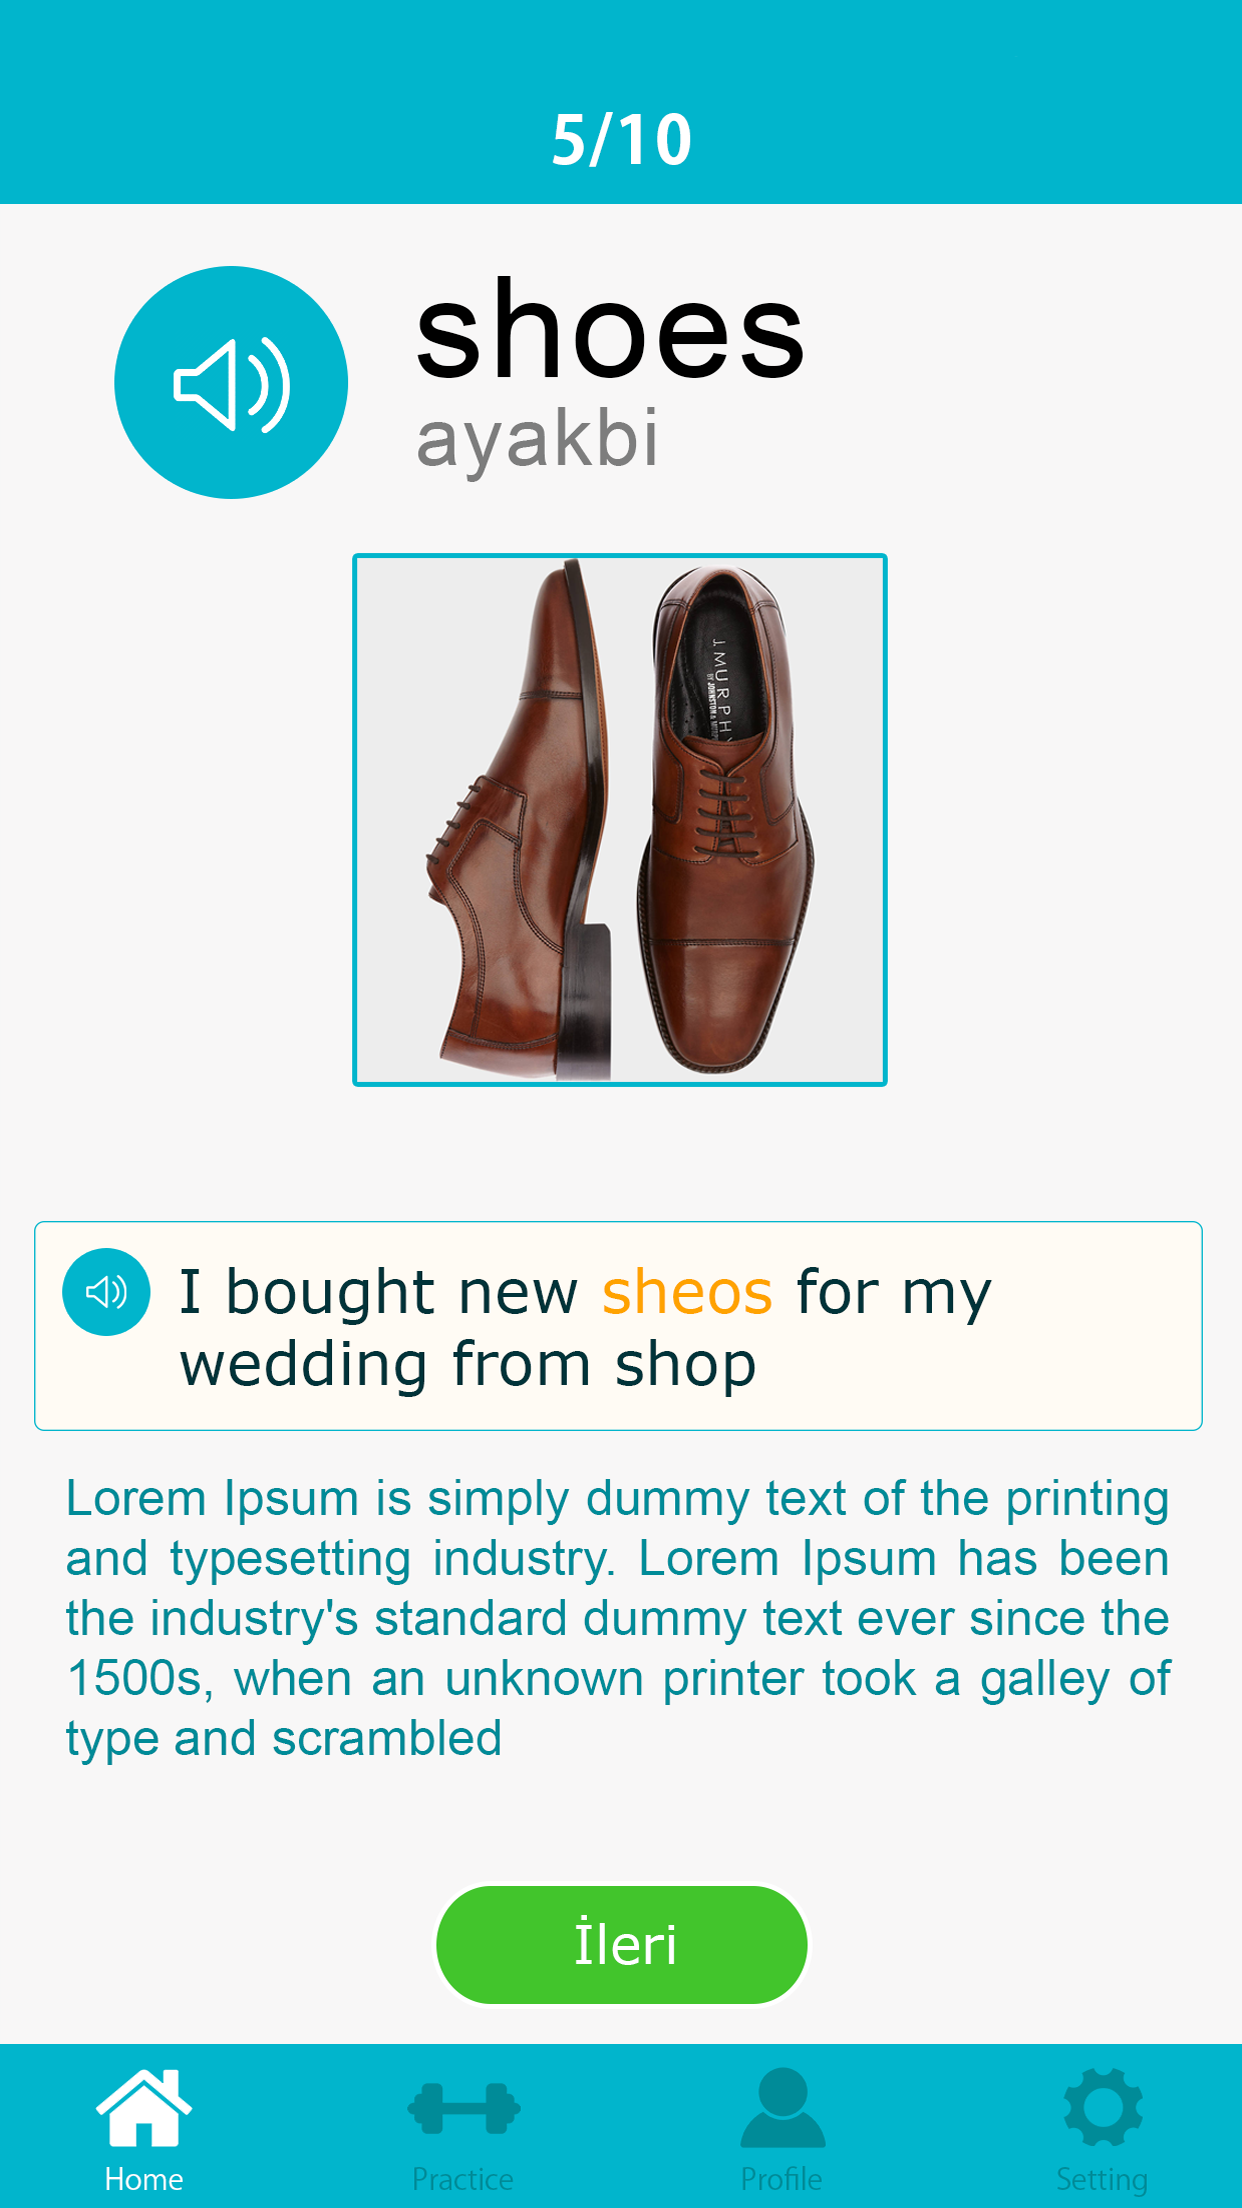 5/10
shoes
ayakbi
J.MURPHY
BY JOHNSTON &
I bought new sheos for my
wedding from shop
Lorem Ipsum is simply dummy text of the printing
and typesetting industry. Lorem Ipsum has been
the industry's standard dummy text ever since the
1500s, when an unknown printer took a galley of
type and scrambled
İleri
Home
Practice
Profile
Setting